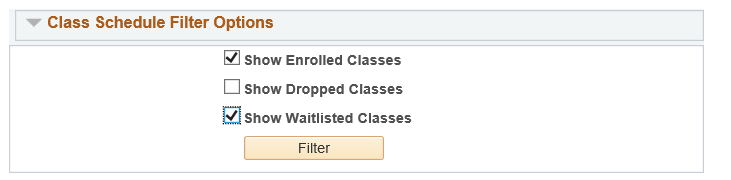 Class Schedule Filter Options
Show Enrolled Classes
Show Dropped Classes
Show Waitlisted Classes
Filter